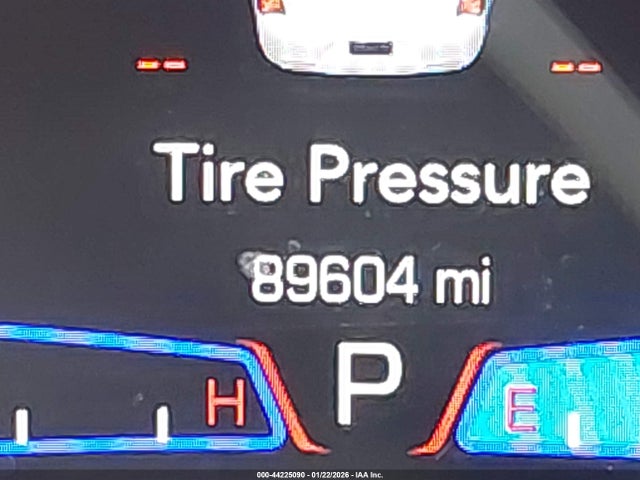 -- --
Tire Pressure
89604 mi
H P E
000-44225090 - 01/22/2026 - IAA Inc.